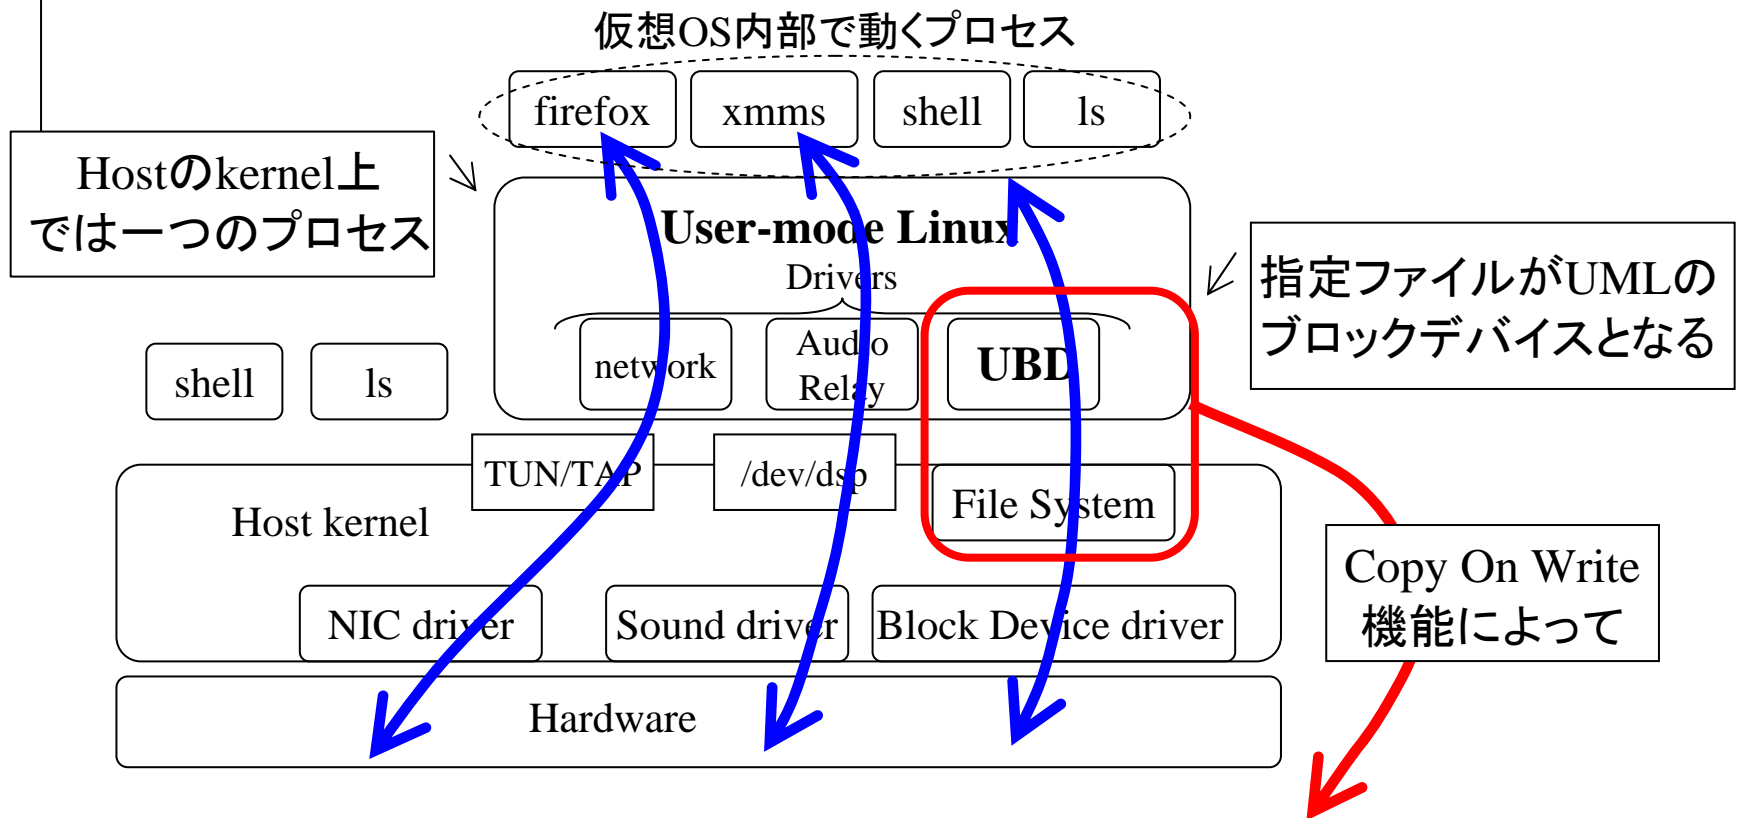 仮想OS内部で動くプロセス
firefox
xmms
shell
ls
Hostのkernel上
では一つのプロセス
User-mode Linux
Drivers
指定ファイルがUMLの
ブロックデバイスとなる
network
Audio
Relay
UBD
shell
ls
TUN/TAP
/dev/dsp
File System
Host kernel
Copy On Write
機能によって
NIC driver
Sound driver
Block Device driver
Hardware